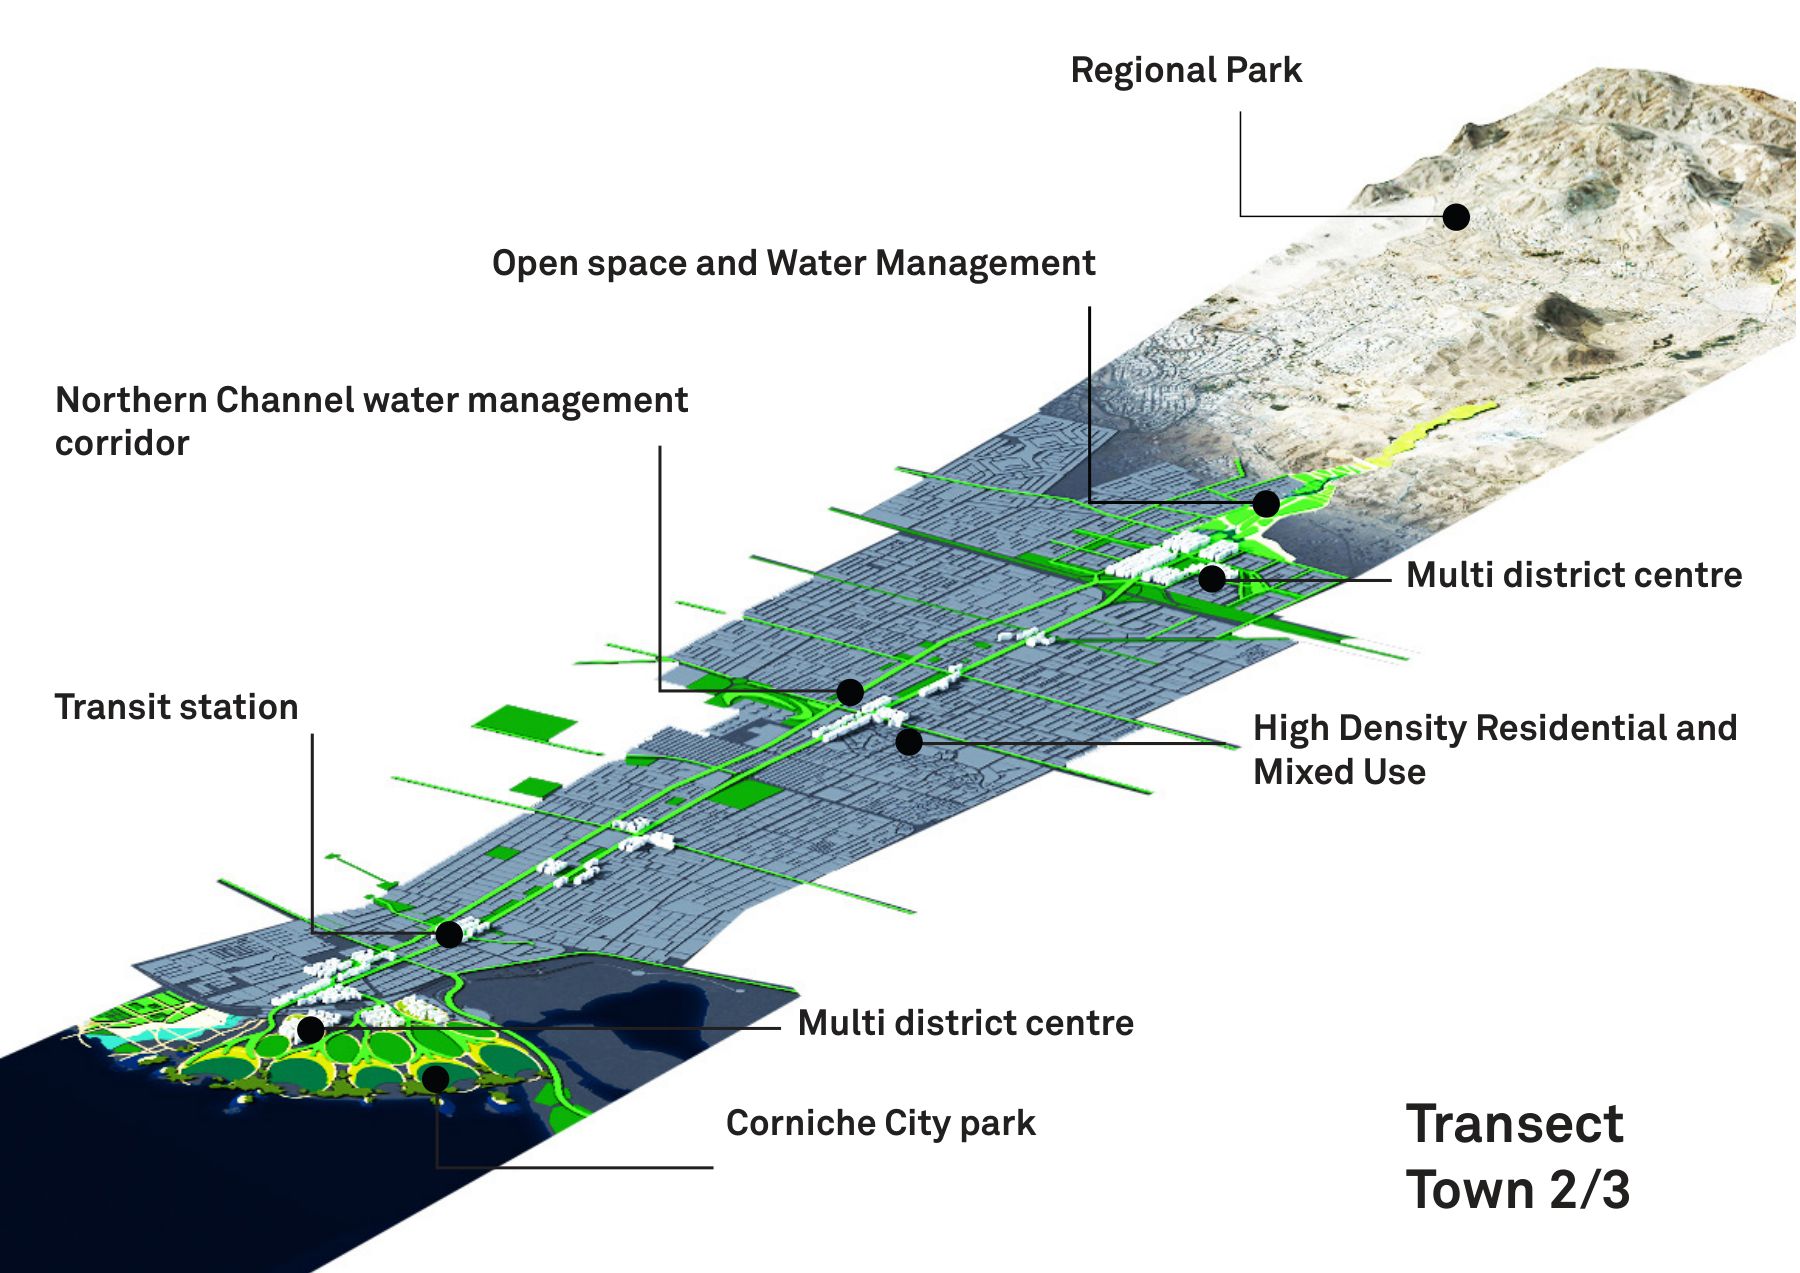 Regional Park
Open space and Water Management
Northern Channel water management
corridor
Multi district centre
Transit station
High Density Residential and
Mixed Use
Multi district centre
Corniche City park
Transect
Town 2/3